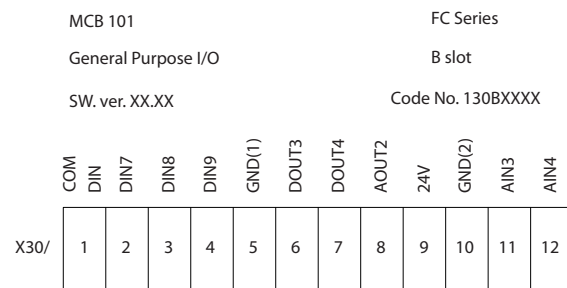 MCB 101 FC Series
General Purpose I/O B slot
SW. ver. XX.XX Code No. 130BXXXX
COM DIN DIN7 DIN8 DIN9 GND(1) DOUT3 DOUT4 AOUT2 24V GND(2) AIN3 AIN4
X30/ 1 2 3 4 5 6 7 8 9 10 11 12